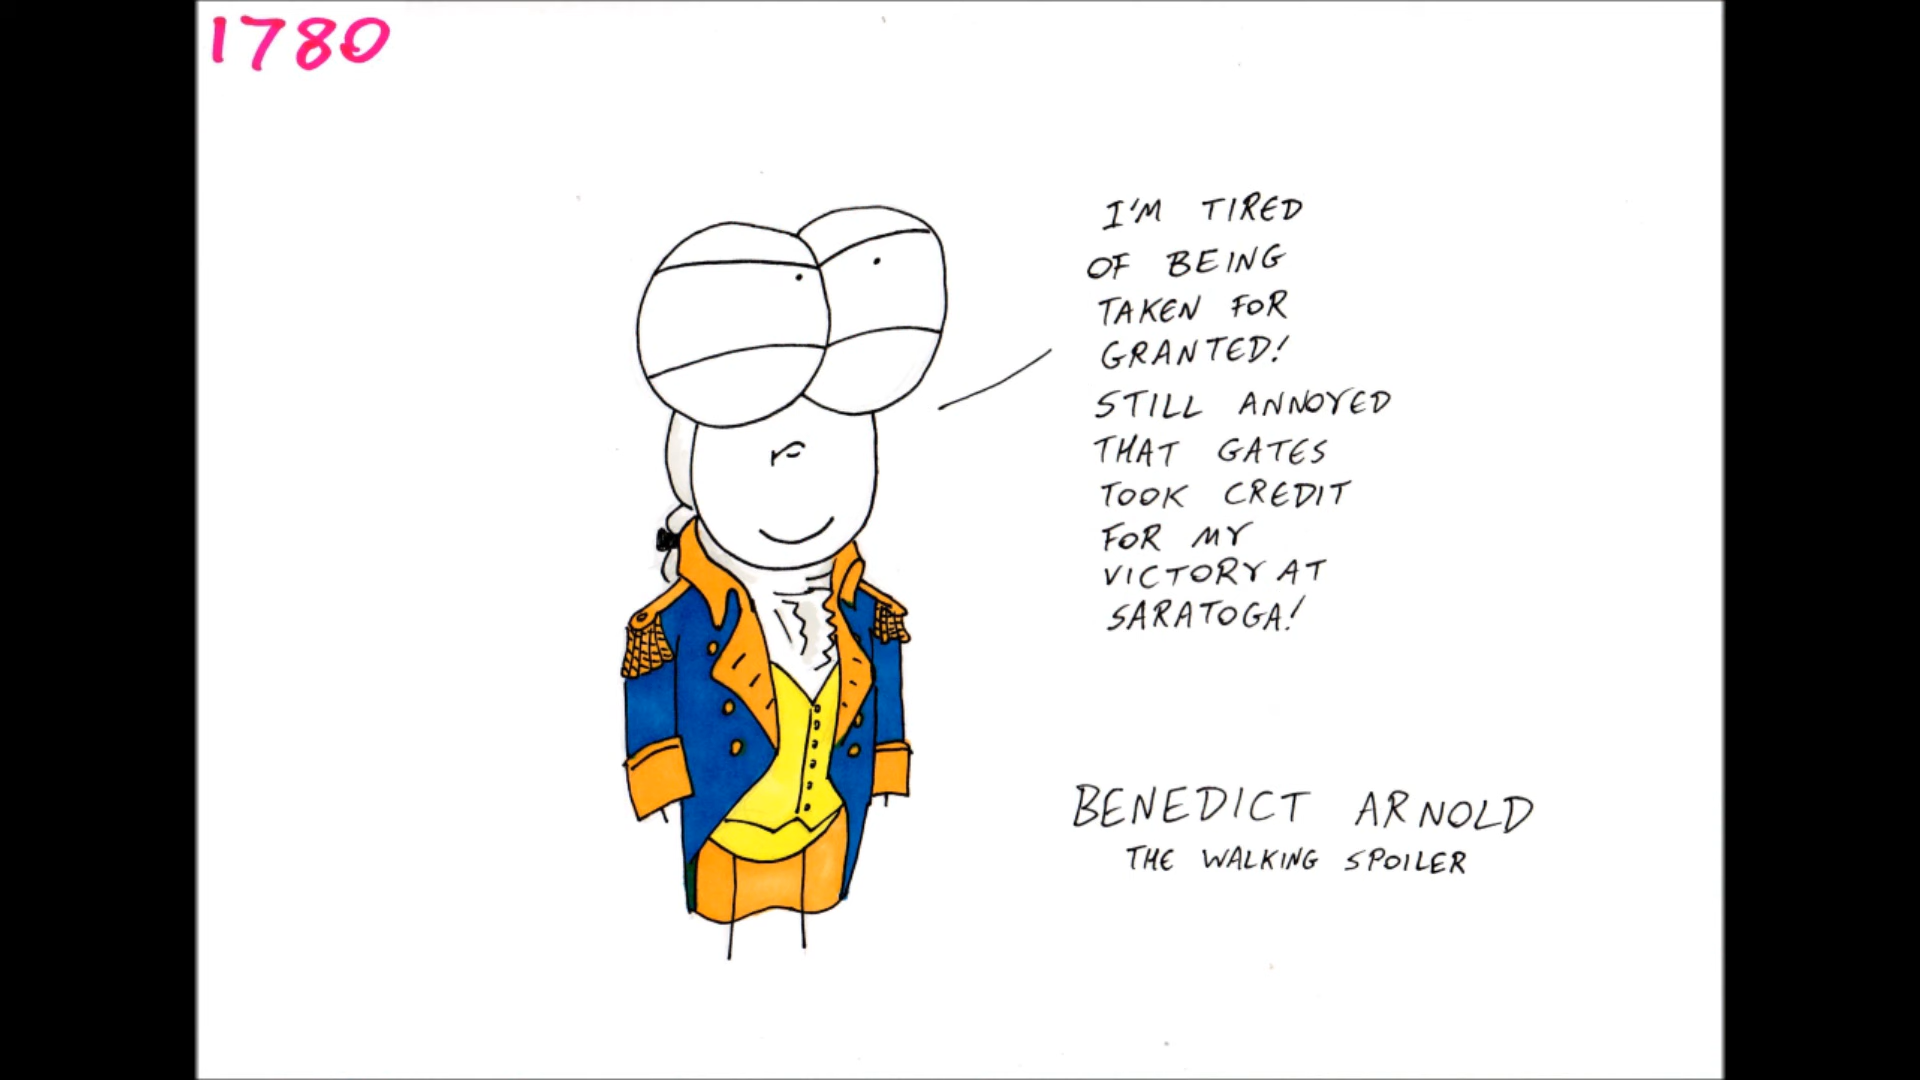 1780
I'M TIRED
OF BEING
TAKEN FOR
GRANTED!
STILL ANNOYED
THAT GATES
TOOK CREDIT
FOR MY
VICTORY AT
SARATOGA!
BENEDICT ARNOLD
THE WALKING SPOILER